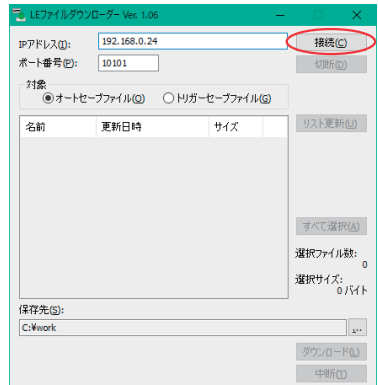 LEファイルダウンローダー Ver. 1.06
IPアドレス(I): 192.168.0.24 接続(C)
ポート番号(P): 10101 切断(D)
対象
オートセーブファイル(O) トリガーセーブファイル(G)
名前 更新日時 サイズ リスト更新(U)
すべて選択(A)
選択ファイル数:
0
選択サイズ:
0 バイト
保存先(S):
C:¥work ...
ダウンロード(L)
中断(T)